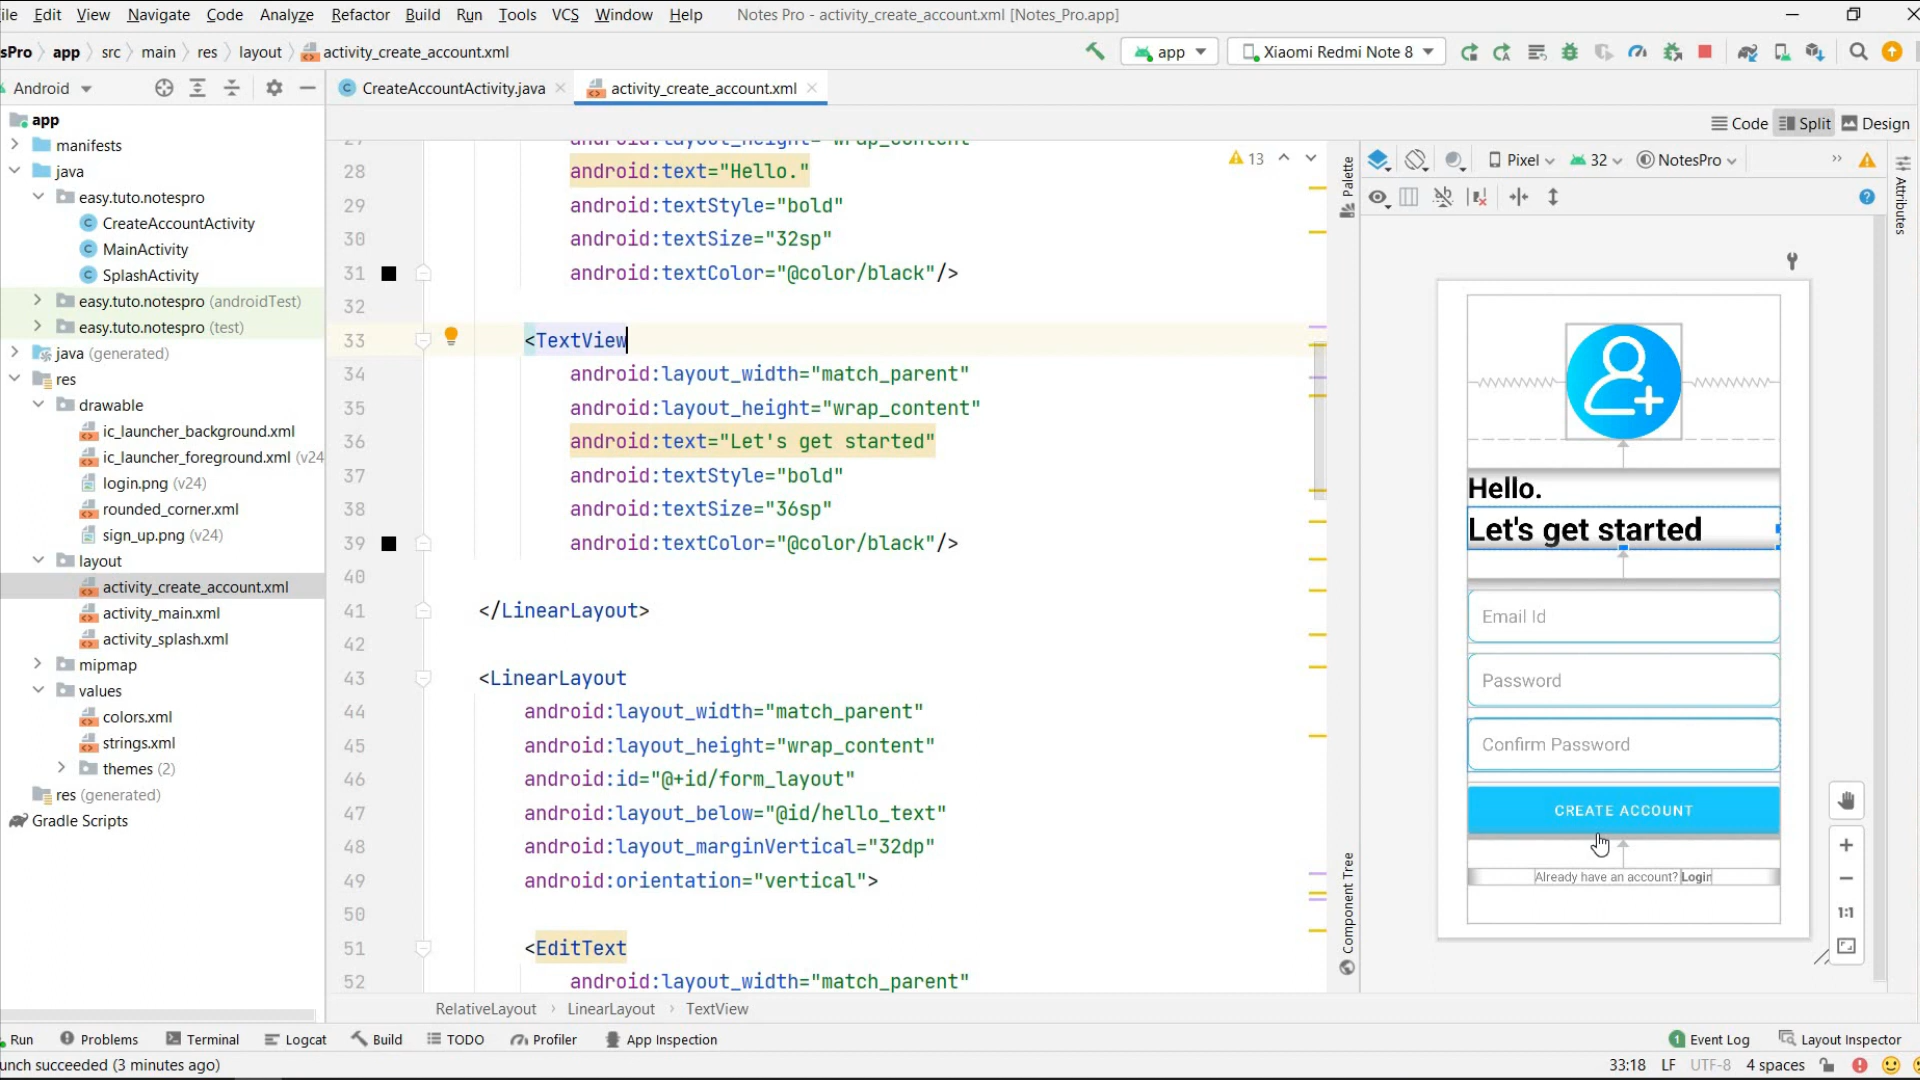 ile Edit View Navigate Code Analyze Refactor Build Run Tools VCS Window Help Notes Pro - activity_create_account.xml [Notes_Pro.app]
sPro app src main res layout activity_create_account.xml app Xiaomi Redmi Note 8
Android CreateAccountActivity.java activity_create_account.xml
Code Split Design
app
manifests
java
easy.tuto.notespro
CreateAccountActivity
MainActivity
SplashActivity
easy.tuto.notespro (androidTest)
easy.tuto.notespro (test)
java (generated)
res
drawable
ic_launcher_background.xml
ic_launcher_foreground.xml (v24
login.png (v24)
rounded_corner.xml
sign_up.png (v24)
layout
activity_create_account.xml
activity_main.xml
activity_splash.xml
mipmap
values
colors.xml
strings.xml
themes (2)
res (generated)
Gradle Scripts
27 android:layout_height="wrap_content"
28 android:text="Hello."
29 android:textStyle="bold"
30 android:textSize="32sp"
31 android:textColor="@color/black"/>
32
33 <TextView
34 android:layout_width="match_parent"
35 android:layout_height="wrap_content"
36 android:text="Let's get started"
37 android:textStyle="bold"
38 android:textSize="36sp"
39 android:textColor="@color/black"/>
40
41 </LinearLayout>
42
43 <LinearLayout
44 android:layout_width="match_parent"
45 android:layout_height="wrap_content"
46 android:id="@+id/form_layout"
47 android:layout_below="@id/hello_text"
48 android:layout_marginVertical="32dp"
49 android:orientation="vertical">
50
51 <EditText
52 android:layout_width="match_parent"
13
Palette
Component Tree
Pixel 32 NotesPro
Attributes
Hello.
Let's get started
Email Id
Password
Confirm Password
CREATE ACCOUNT
Already have an account? Login
1:1
RelativeLayout LinearLayout TextView
Run Problems Terminal Logcat Build TODO Profiler App Inspection 1 Event Log Layout Inspector
unch succeeded (3 minutes ago) 33:18 LF UTF-8 4 spaces